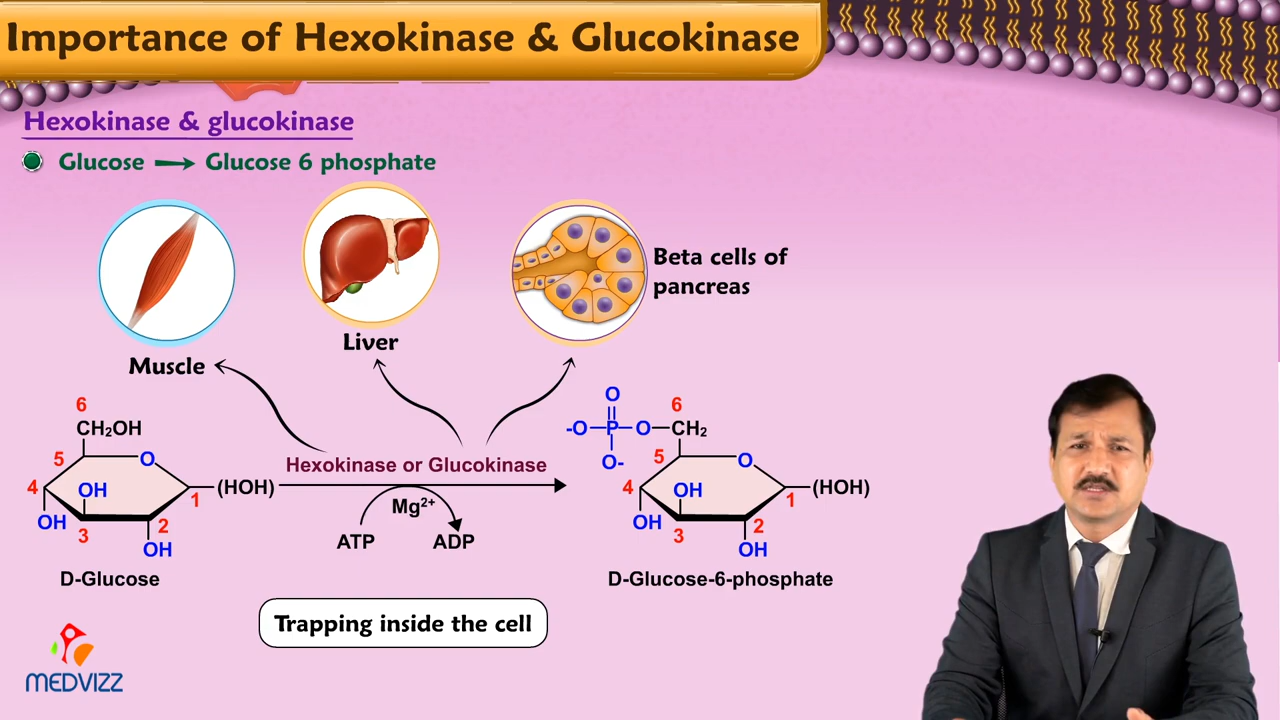 Importance of Hexokinase & Glucokinase
Hexokinase & glucokinase
Glucose → Glucose 6 phosphate
Muscle
Liver
Beta cells of
pancreas
6
CH₂OH
5
O
4
OH
(HOH)
1
OH
3
2
OH
D-Glucose
Hexokinase or Glucokinase
Mg²⁺
ATP
ADP
O
-O
P
O
CH₂
6
O-
5
O
4
OH
(HOH)
1
OH
3
2
OH
D-Glucose-6-phosphate
Trapping inside the cell
MEDVIZZ